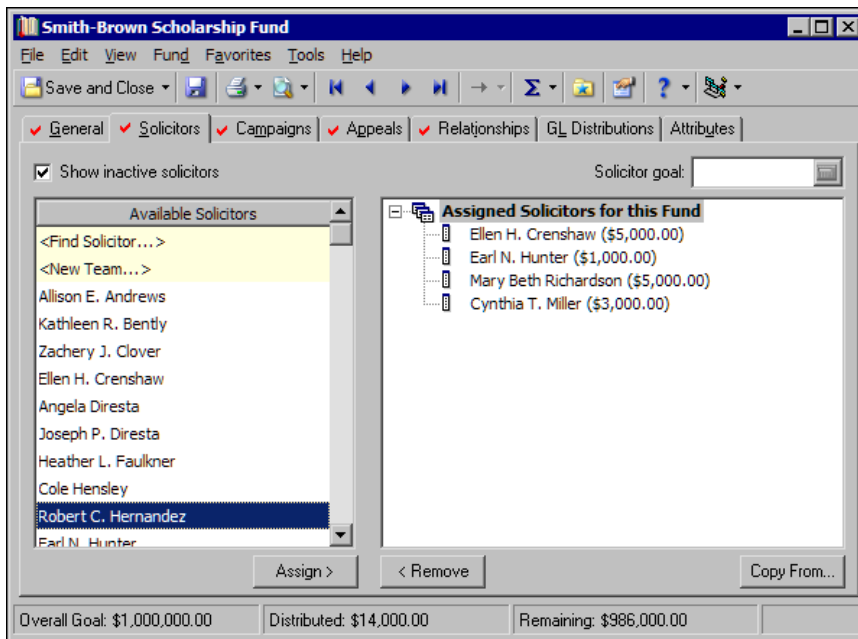 Smith-Brown Scholarship Fund
File Edit View Fund Favorites Tools Help
Save and Close
General Solicitors Campaigns Appeals Relationships GL Distributions Attributes
Show inactive solicitors
Solicitor goal:
Available Solicitors
<Find Solicitor...>
<New Team...>
Allison E. Andrews
Kathleen R. Bently
Zachery J. Clover
Ellen H. Crenshaw
Angela Diresta
Joseph P. Diresta
Heather L. Faulkner
Cole Hensley
Robert C. Hernandez
Earl N. Hunter
Assign >
Assigned Solicitors for this Fund
Ellen H. Crenshaw ($5,000.00)
Earl N. Hunter ($1,000.00)
Mary Beth Richardson ($5,000.00)
Cynthia T. Miller ($3,000.00)
< Remove
Copy From...
Overall Goal: $1,000,000.00 Distributed: $14,000.00 Remaining: $986,000.00